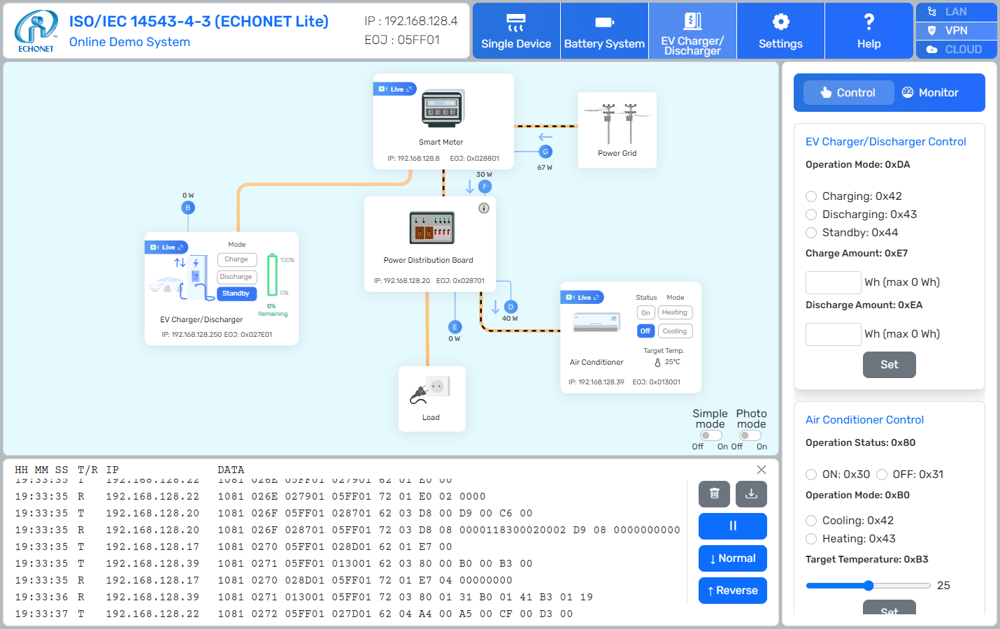 ECHONET
ISO/IEC 14543-4-3 (ECHONET Lite)
Online Demo System
IP : 192.168.128.4
EOJ : 05FF01
Single Device
Battery System
EV Charger/
Discharger
Settings
Help
LAN
VPN
CLOUD
Live
Smart Meter
IP: 192.168.128.8 EOJ: 0x028801
Power Grid
G
67 W
30 W
F
0 W
B
Live
Mode
Charge
Discharge
Standby
100%
0%
0%
Remaining
EV Charger/Discharger
IP: 192.168.128.250 EOJ: 0x027E01
Power Distribution Board
IP: 192.168.128.20 EOJ: 0x028701
D
40 W
E
0 W
Load
Live
Status Mode
On Heating
Off Cooling
Target Temp.
25℃
Air Conditioner
IP: 192.168.128.39 EOJ: 0x013001
Simple mode
Off On
Photo mode
Off On
Control
Monitor
EV Charger/Discharger Control
Operation Mode: 0xDA
Charging: 0x42
Discharging: 0x43
Standby: 0x44
Charge Amount: 0xE7
Wh (max 0 Wh)
Discharge Amount: 0xEA
Wh (max 0 Wh)
Set
Air Conditioner Control
Operation Status: 0x80
ON: 0x30 OFF: 0x31
Operation Mode: 0xB0
Cooling: 0x42
Heating: 0x43
Target Temperature: 0xB3
25
Set
HH MM SS T/R IP DATA
19:33:35 T 192.168.128.22 1081 026E 05FF01 027901 62 01 E0 00
19:33:35 R 192.168.128.22 1081 026E 027901 05FF01 72 01 E0 02 0000
19:33:35 T 192.168.128.20 1081 026F 05FF01 028701 62 03 D8 00 D9 00 C6 00
19:33:35 R 192.168.128.20 1081 026F 028701 05FF01 72 03 D8 08 0000118300020002 D9 08 0000000000
19:33:35 T 192.168.128.17 1081 0270 05FF01 028D01 62 01 E7 00
19:33:35 T 192.168.128.39 1081 0271 05FF01 013001 62 03 80 00 B0 00 B3 00
19:33:35 R 192.168.128.17 1081 0270 028D01 05FF01 72 01 E7 04 00000000
19:33:36 R 192.168.128.39 1081 0271 013001 05FF01 72 03 80 01 31 B0 01 41 B3 01 19
19:33:37 T 192.168.128.22 1081 0272 05FF01 027D01 62 04 A4 00 A5 00 CF 00 D3 00
↓ Normal
↑ Reverse